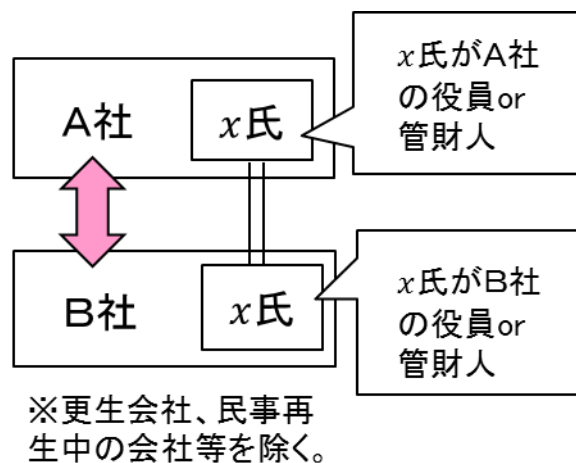 A社
x氏
x氏がA社
の役員or
管財人
B社
x氏
x氏がB社
の役員or
管財人
※更生会社、民事再
生中の会社等を除く。